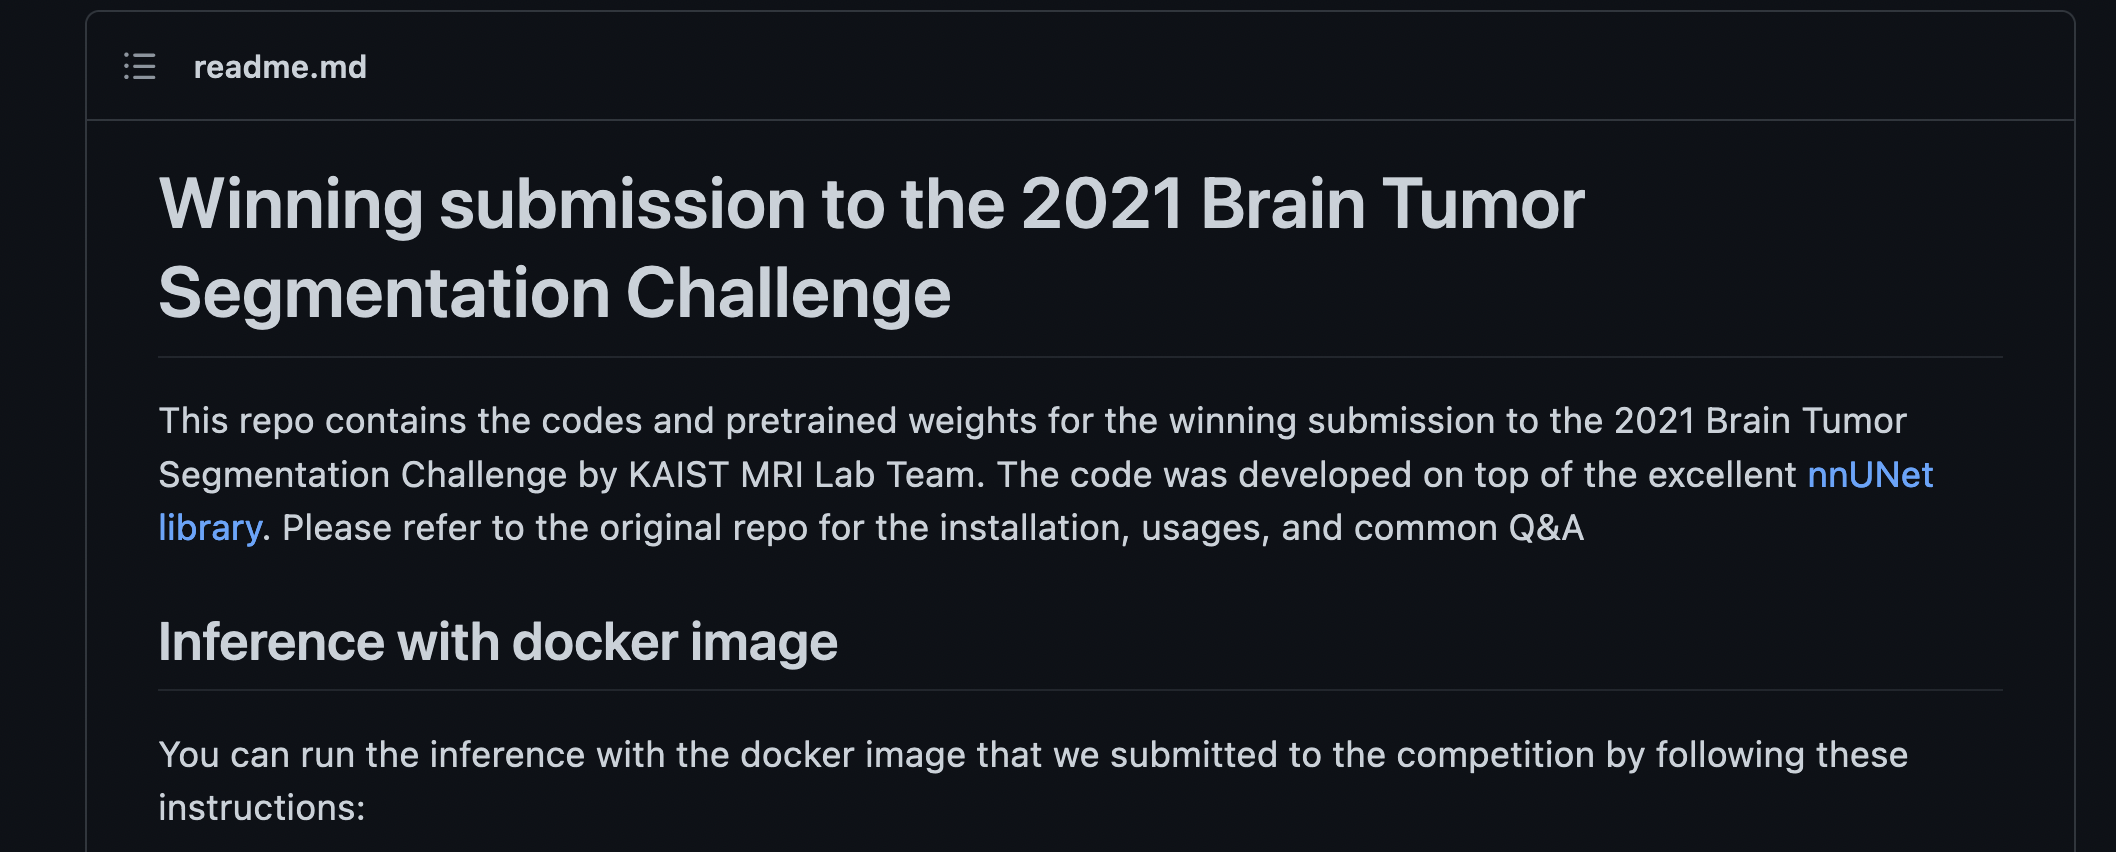 readme.md
Winning submission to the 2021 Brain Tumor
Segmentation Challenge
This repo contains the codes and pretrained weights for the winning submission to the 2021 Brain Tumor
Segmentation Challenge by KAIST MRI Lab Team. The code was developed on top of the excellent nnUNet
library. Please refer to the original repo for the installation, usages, and common Q&A
Inference with docker image
You can run the inference with the docker image that we submitted to the competition by following these
instructions: